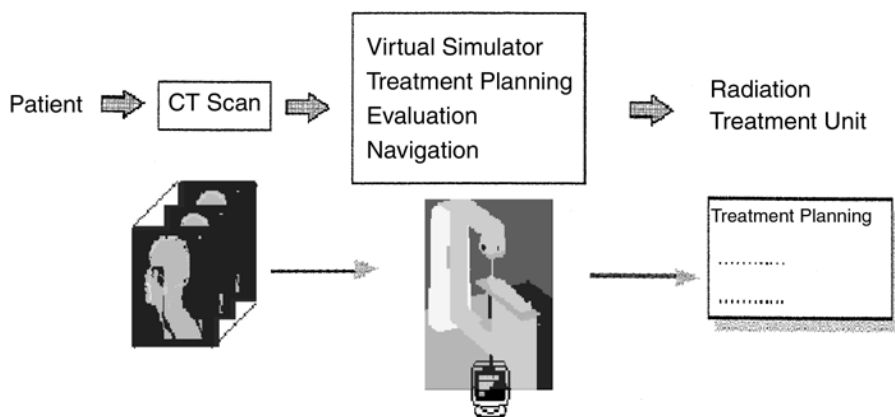 Patient
CT Scan
Virtual Simulator
Treatment Planning
Evaluation
Navigation
Radiation
Treatment Unit
Treatment Planning